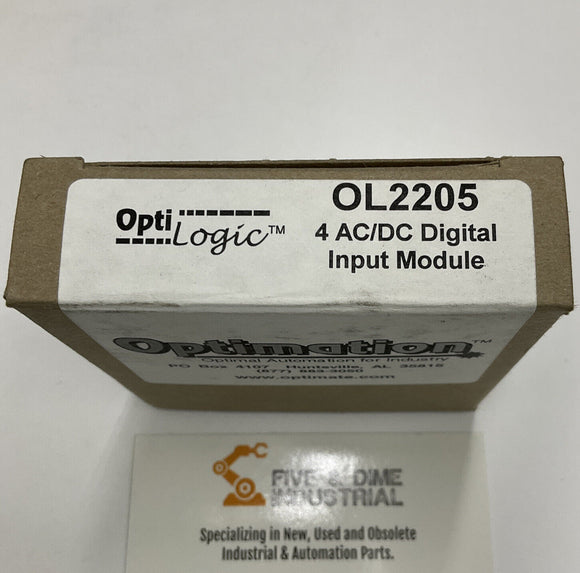 Opti Logic™
OL2205
4 AC/DC Digital
Input Module
Optimation™
Optimal Automation for Industry
PO Box 4107 Huntsville, AL 35815
(877) 883-3050
www.optimate.com
FIVE & DIME
INDUSTRIAL
Specializing in New, Used and Obsolete
Industrial & Automation Parts.